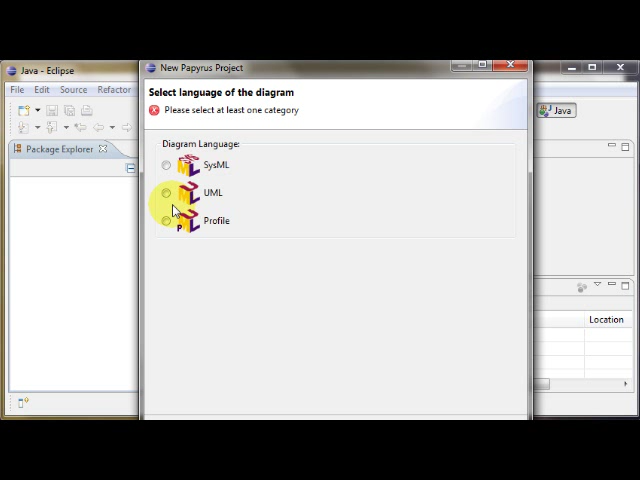 Java - Eclipse
New Papyrus Project
File Edit Source Refactor
Select language of the diagram
Please select at least one category
Java
Package Explorer
Diagram Language:
SysML
UML
Profile
Location